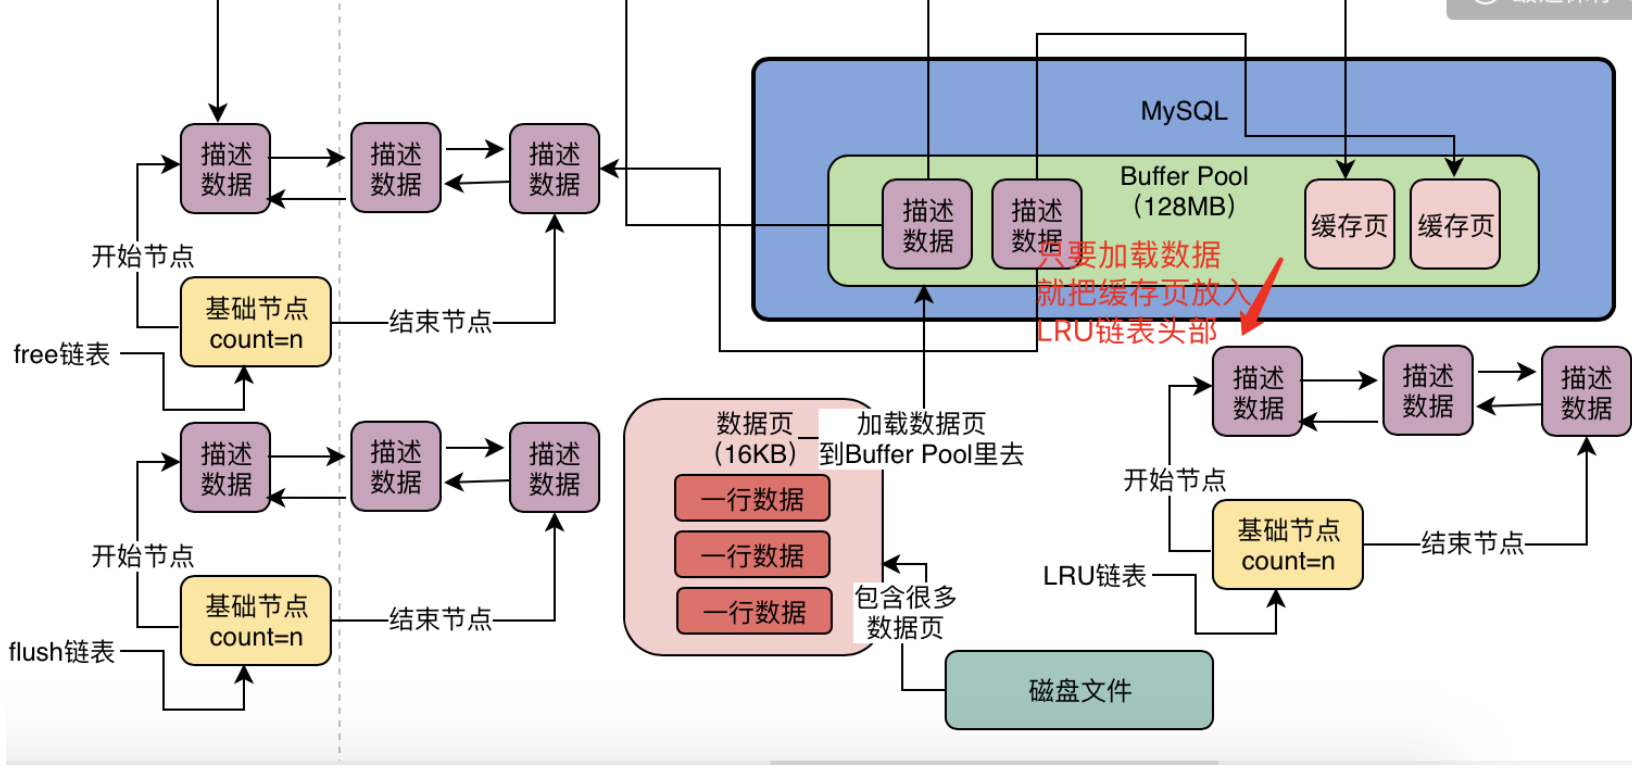 MySQL
Buffer Pool
（128MB）
描述
数据
描述
数据
缓存页
缓存页
只要加载数据
就把缓存页放入
LRU链表头部
描述
数据
描述
数据
描述
数据
开始节点
基础节点
count=n
结束节点
free链表
描述
数据
描述
数据
描述
数据
开始节点
基础节点
count=n
结束节点
flush链表
数据页
（16KB）
一行数据
一行数据
一行数据
加载数据页
到Buffer Pool里去
包含很多
数据页
磁盘文件
描述
数据
描述
数据
描述
数据
开始节点
基础节点
count=n
结束节点
LRU链表